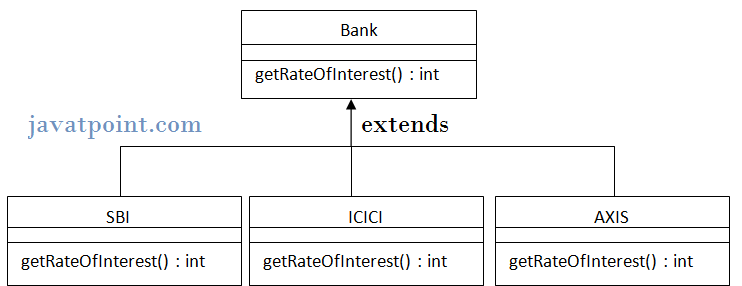 Bank
getRateOfInterest() : int
javatpoint.com
extends
SBI
getRateOfInterest() : int
ICICI
getRateOfInterest() : int
AXIS
getRateOfInterest() : int